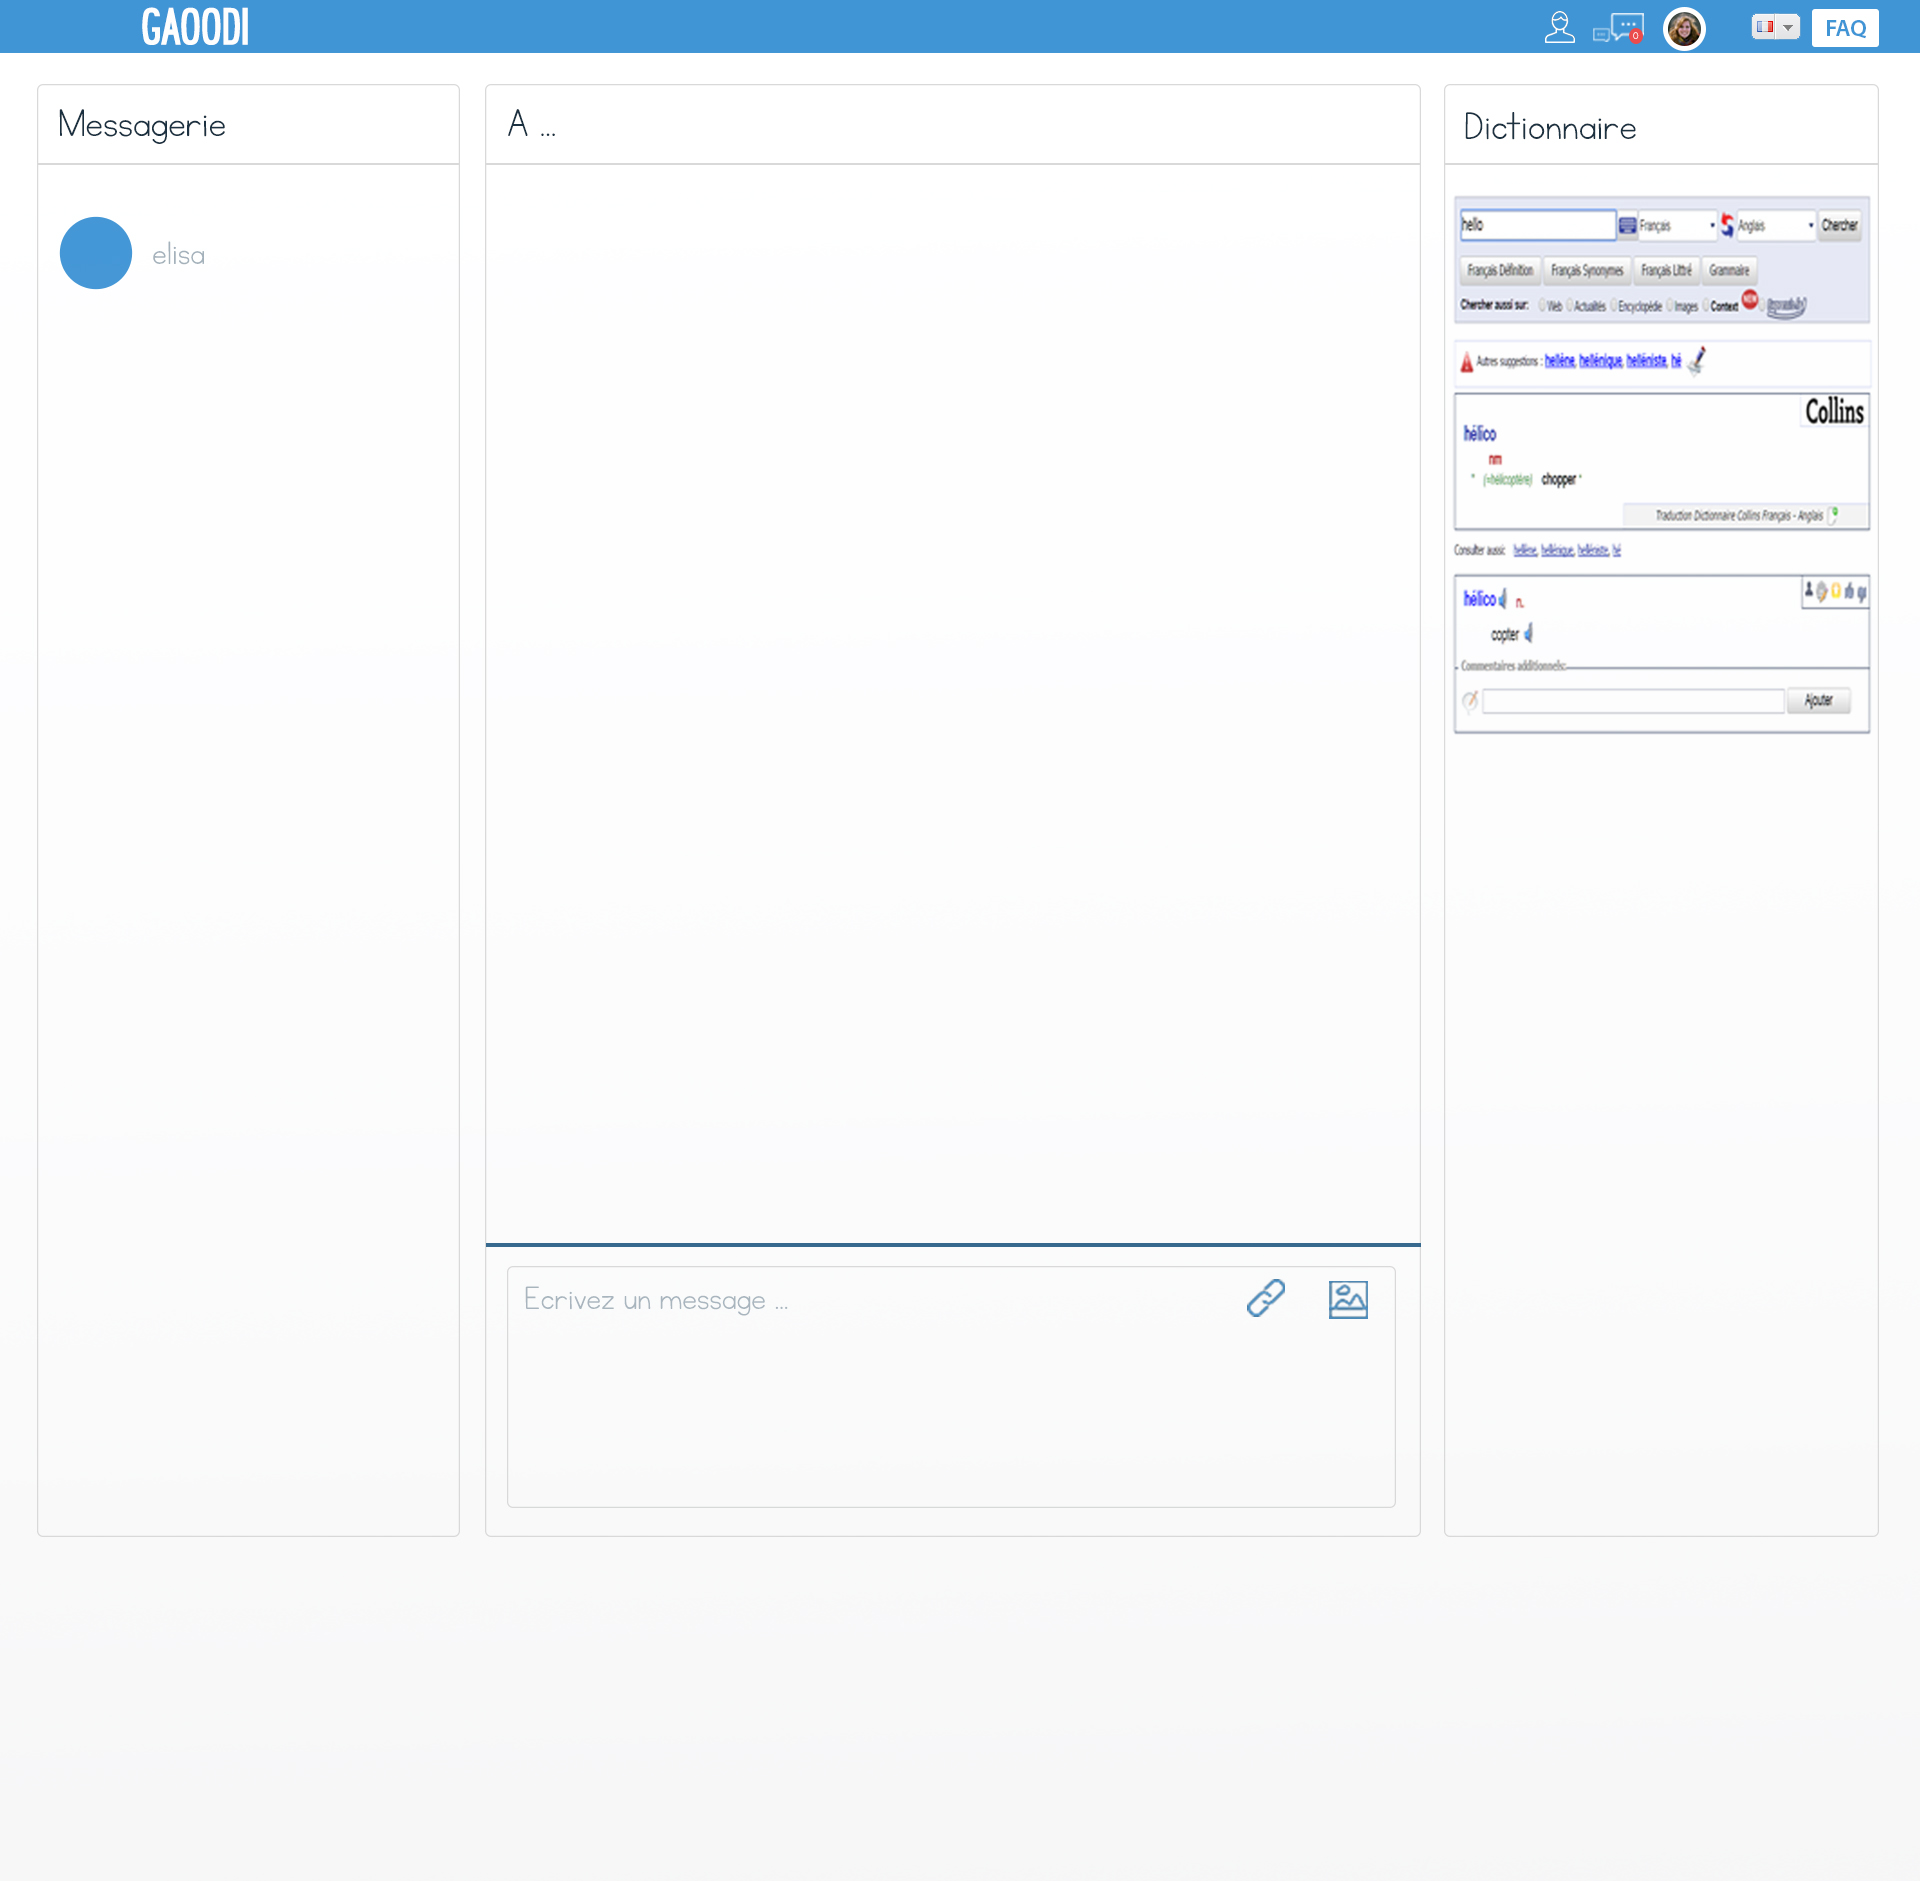 GAOODI
0
FAQ
Messagerie
elisa
A ...
Ecrivez un message ...
Dictionnaire
hello Français Anglais Chercher
Français Définition Français Synonymes Français Littré Grammaire
Chercher aussi sur: Web Actualités Encyclopédie Images Context NEW
Autres suggestions : hellène, hellénique, helléniste, hé
Collins
hélico
nm
* (=hélicoptère) chopper *
Traduction Dictionnaire Collins Français - Anglais
Consulter aussi: hellène, hellénique, helléniste, hé
hélico n.
copter
Commentaires additionnels:
Ajouter